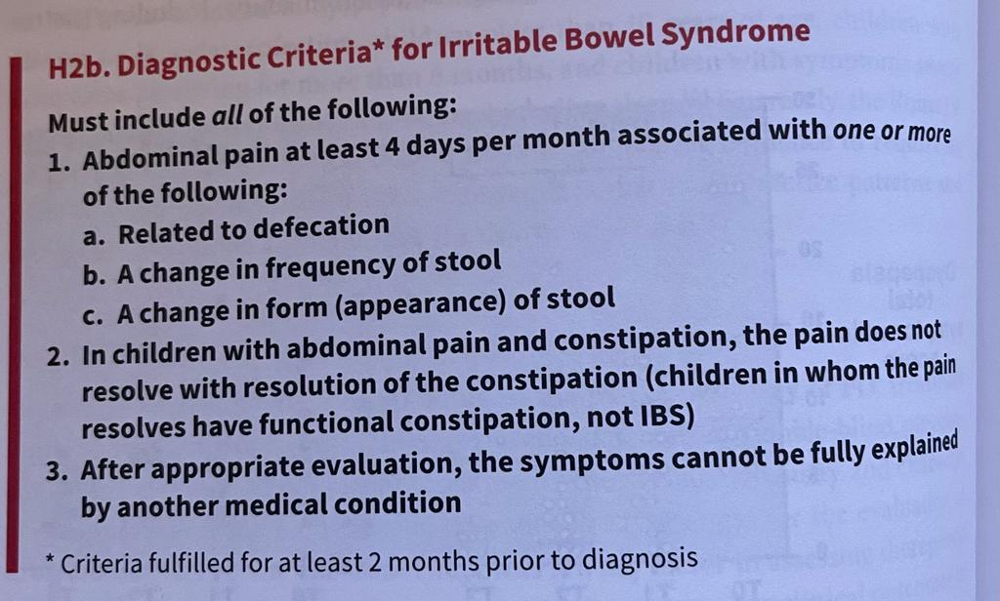 H2b. Diagnostic Criteria* for Irritable Bowel Syndrome
Must include all of the following:
1. Abdominal pain at least 4 days per month associated with one or more
of the following:
a. Related to defecation
b. A change in frequency of stool
c. A change in form (appearance) of stool
2. In children with abdominal pain and constipation, the pain does not
resolve with resolution of the constipation (children in whom the pain
resolves have functional constipation, not IBS)
3. After appropriate evaluation, the symptoms cannot be fully explained
by another medical condition
* Criteria fulfilled for at least 2 months prior to diagnosis